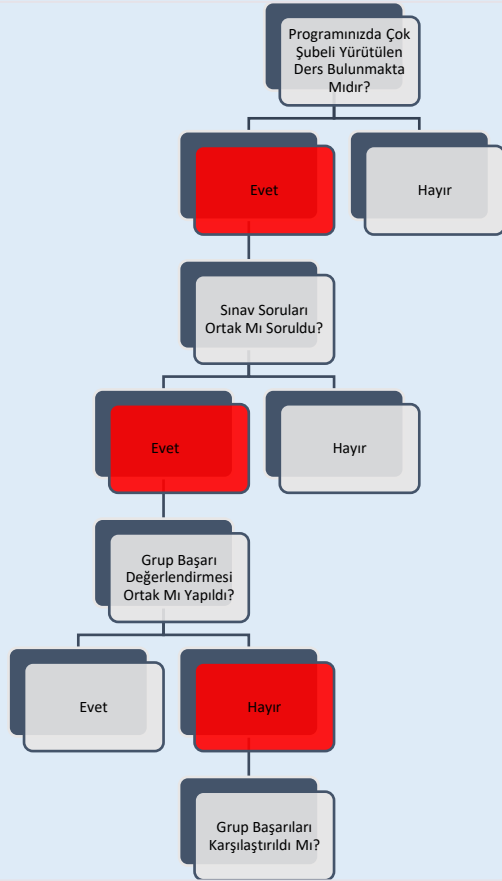 Programınızda Çok
Şubeli Yürütülen
Ders Bulunmakta
Mıdır?
Evet
Hayır
Sınav Soruları
Ortak Mı Soruldu?
Evet
Hayır
Grup Başarı
Değerlendirmesi
Ortak Mı Yapıldı?
Evet
Hayır
Grup Başarıları
Karşılaştırıldı Mı?